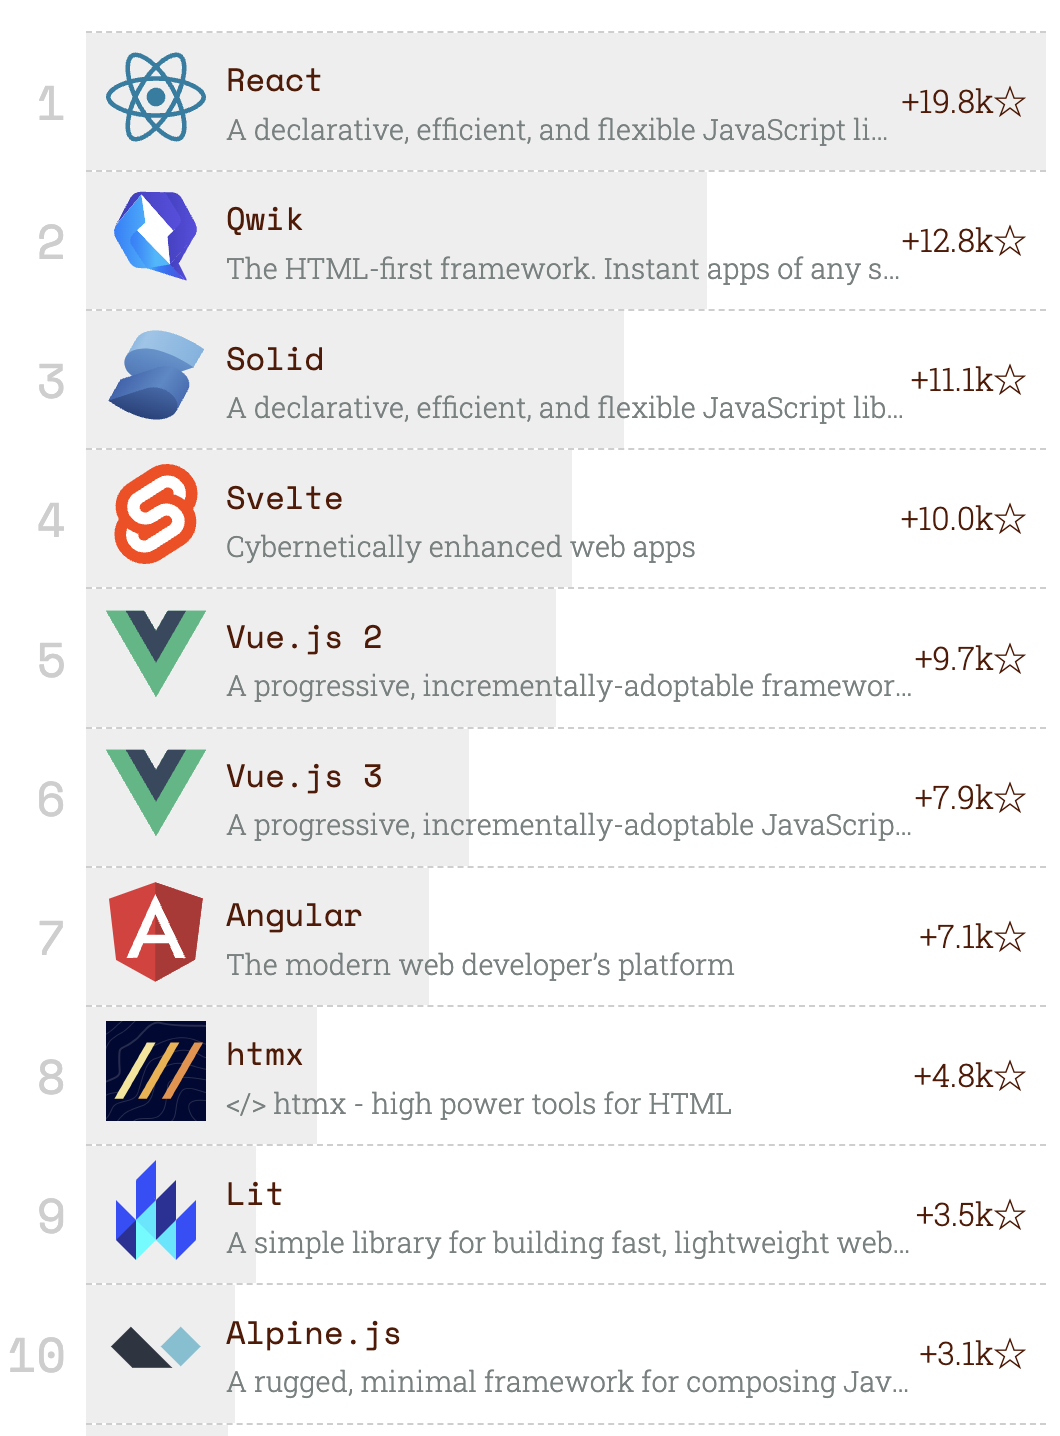 1
React
A declarative, efficient, and flexible JavaScript li...
+19.8k☆
2
Qwik
The HTML-first framework. Instant apps of any s...
+12.8k☆
3
Solid
A declarative, efficient, and flexible JavaScript lib...
+11.1k☆
4
Svelte
Cybernetically enhanced web apps
+10.0k☆
5
Vue.js 2
A progressive, incrementally-adoptable framewor...
+9.7k☆
6
Vue.js 3
A progressive, incrementally-adoptable JavaScrip...
+7.9k☆
7
Angular
The modern web developer's platform
+7.1k☆
8
htmx
</> htmx - high power tools for HTML
+4.8k☆
9
Lit
A simple library for building fast, lightweight web...
+3.5k☆
10
Alpine.js
A rugged, minimal framework for composing Jav...
+3.1k☆